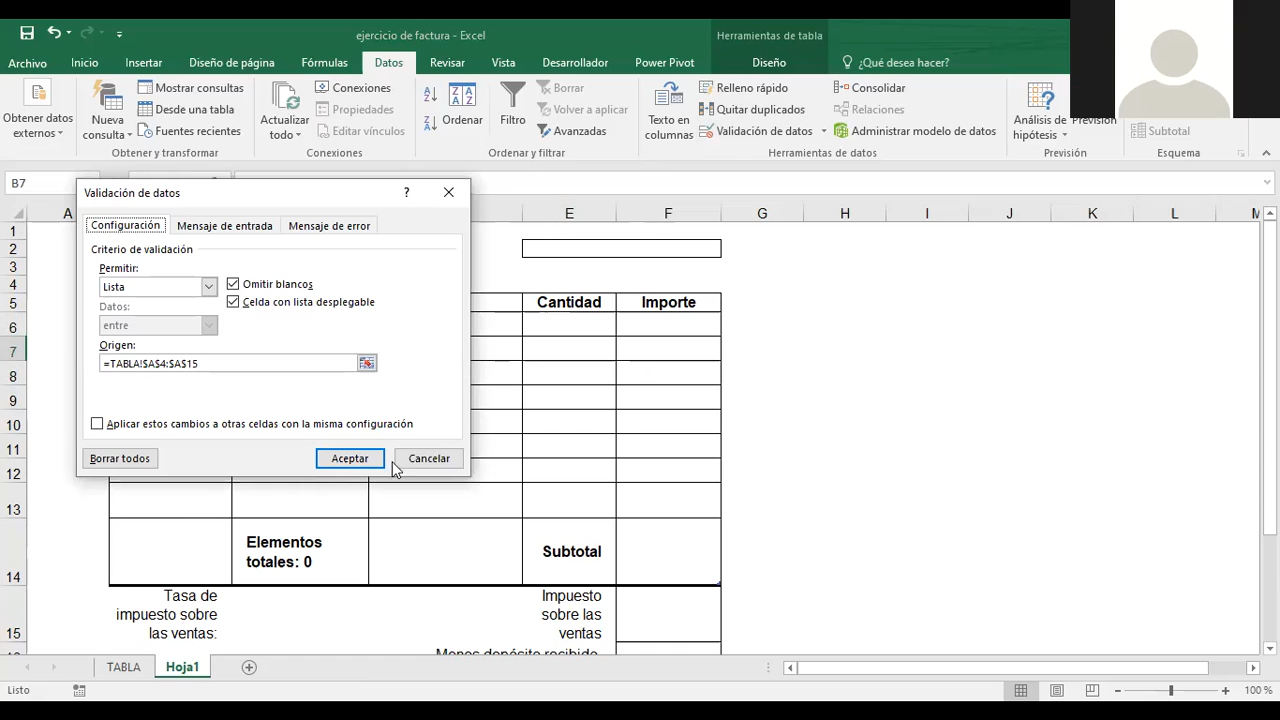 ejercicio de factura - Excel
Herramientas de tabla
Archivo Inicio Insertar Diseño de página Fórmulas Datos Revisar Vista Desarrollador Power Pivot Diseño ¿Qué desea hacer?
Obtener datos externos
Nueva consulta
Mostrar consultas
Desde una tabla
Fuentes recientes
Obtener y transformar
Actualizar todo
Conexiones
Propiedades
Editar vínculos
Conexiones
Ordenar
Filtro
Borrar
Volver a aplicar
Avanzadas
Ordenar y filtrar
Texto en columnas
Relleno rápido
Quitar duplicados
Validación de datos
Consolidar
Relaciones
Administrar modelo de datos
Herramientas de datos
Análisis de hipótesis
Previsión
Previsión
Subtotal
Esquema
B7
A E F G H I J K L M
1
2
3
4
5 Cantidad Importe
6
7
8
9
10
11
12
13
14 Elementos totales: 0 Subtotal
15 Tasa de impuesto sobre las ventas: Impuesto sobre las ventas
Menos depósito recibido
Validación de datos
?
Configuración Mensaje de entrada Mensaje de error
Criterio de validación
Permitir:
Lista
Omitir blancos
Celda con lista desplegable
Datos:
entre
Origen:
=TABLA!$A$4:$A$15
Aplicar estos cambios a otras celdas con la misma configuración
Borrar todos Aceptar Cancelar
TABLA Hoja1
Listo
100 %